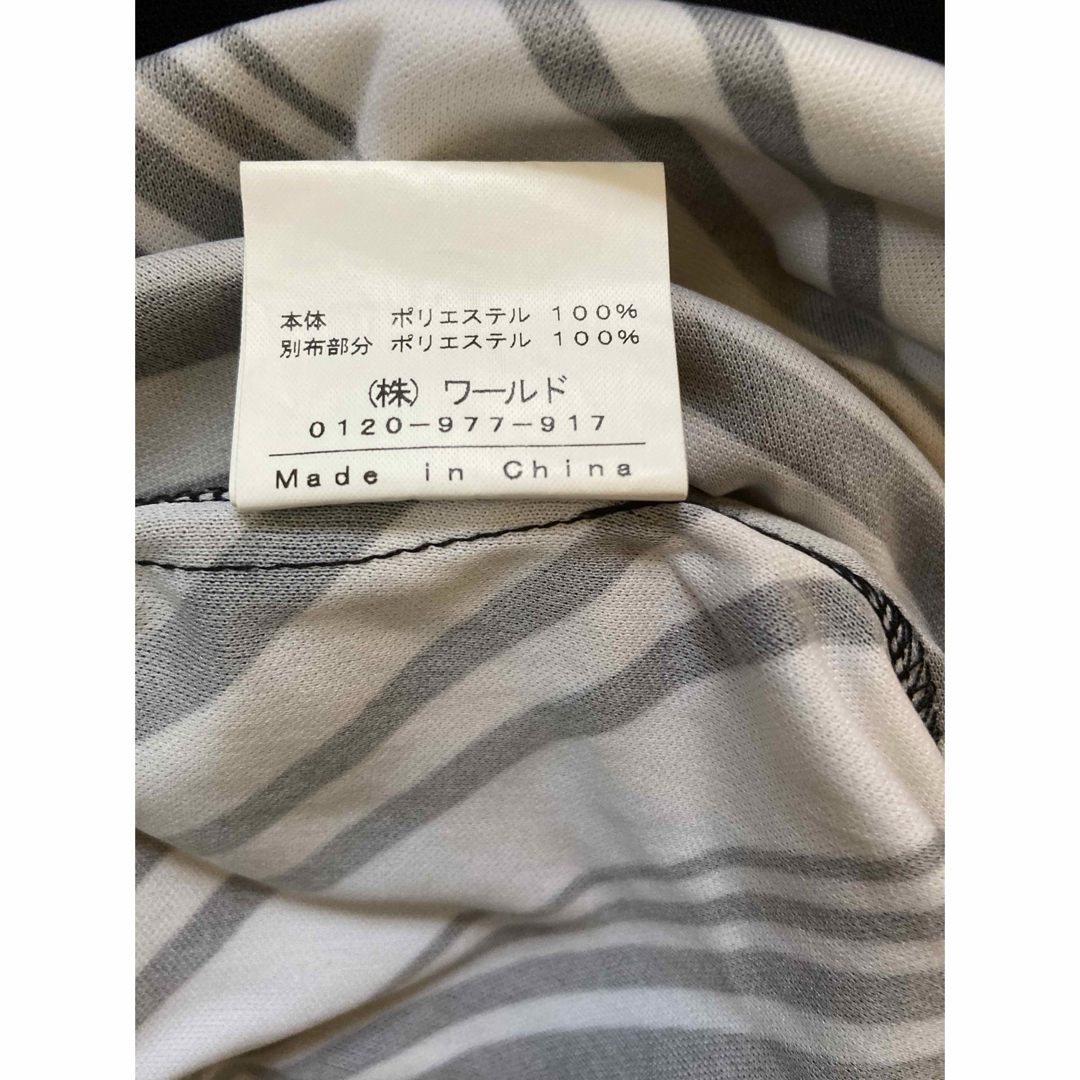 本体 ポリエステル 100%
別布部分 ポリエステル 100%
(株) ワールド
0120-977-917
Made in China